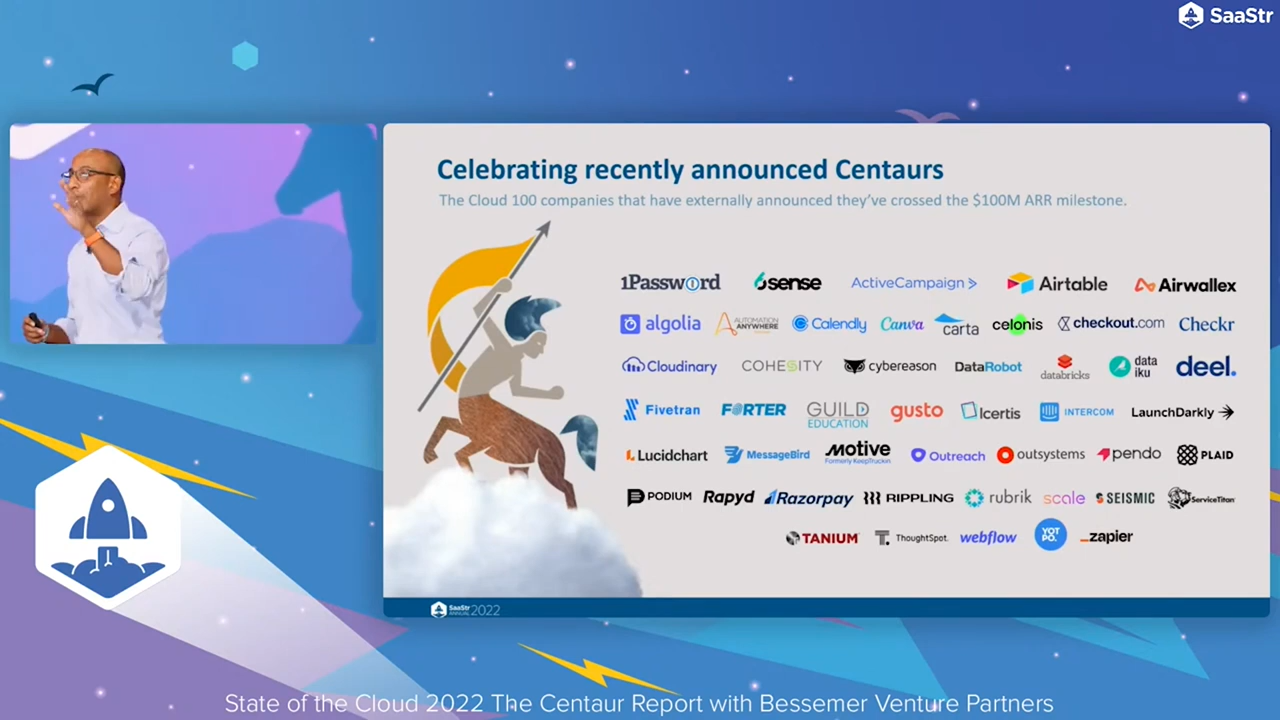 SaaStr
Celebrating recently announced Centaurs
The Cloud 100 companies that have externally announced they've crossed the $100M ARR milestone.
1Password 6sense ActiveCampaign > Airtable Airwallex
algolia AUTOMATION ANYWHERE Calendly Canva carta celonis checkout.com Checkr
Cloudinary COHESITY cybereason DataRobot databricks data iku deel.
Fivetran FORTER GUILD EDUCATION gusto Icertis INTERCOM LaunchDarkly
Lucidchart MessageBird Motive Formerly KeepTruckin Outreach outsystems pendo PLAID
PODIUM Rapyd Razorpay RIPPLING rubrik scale SEISMIC ServiceTitan
TANIUM T. ThoughtSpot. webflow YOTPO. _zapier
SaaStr ANNUAL 2022
State of the Cloud 2022 The Centaur Report with Bessemer Venture Partners